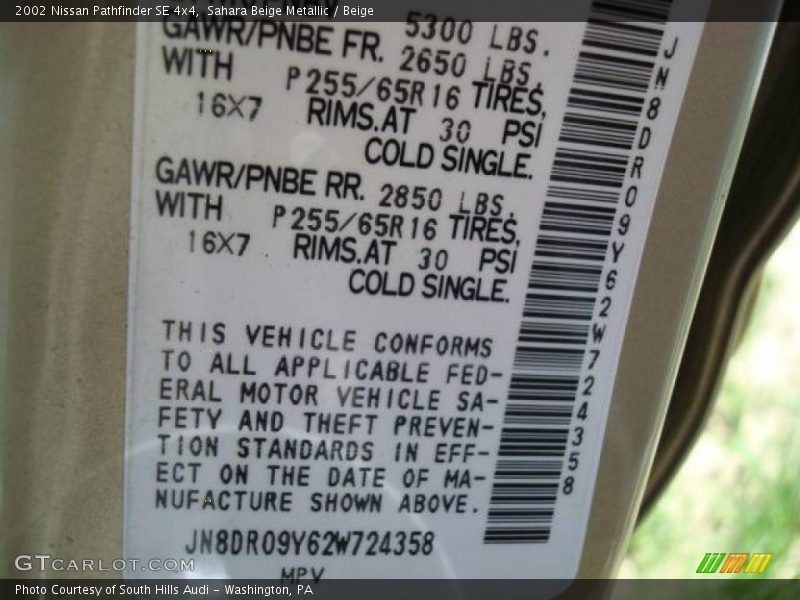 2002 Nissan Pathfinder SE 4x4, Sahara Beige Metallic / Beige
5300 LBS.
GAWR/PNBE FR. 2650 LBS.
WITH P255/65R16 TIRES,
16X7 RIMS.AT 30 PSI
COLD SINGLE.
GAWR/PNBE RR. 2850 LBS.
WITH P255/65R16 TIRES,
16X7 RIMS.AT 30 PSI
COLD SINGLE.
THIS VEHICLE CONFORMS
TO ALL APPLICABLE FED-
ERAL MOTOR VEHICLE SA-
FETY AND THEFT PREVEN-
TION STANDARDS IN EFF-
ECT ON THE DATE OF MA-
NUFACTURE SHOWN ABOVE.
JN8DR09Y62W724358
MPV
JN8DR09Y62W724358
GTCARLOT.COM
Photo Courtesy of South Hills Audi - Washington, PA